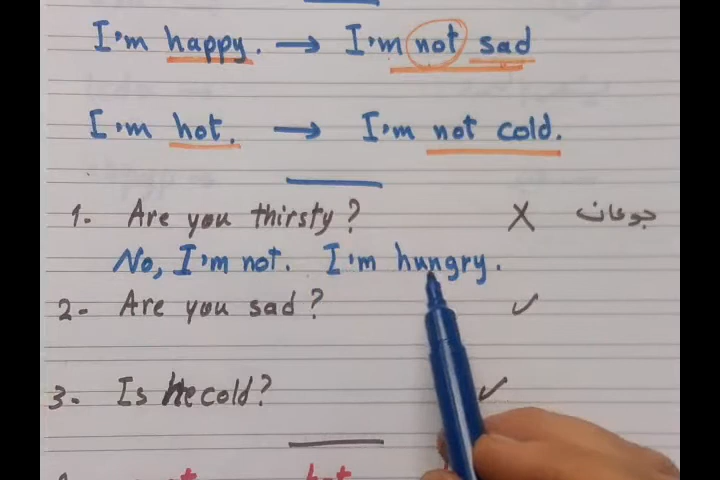 I'm happy. → I'm not sad
I'm hot. → I'm not cold.
1. Are you thirsty? X جوعان
No, I'm not. I'm hungry.
2- Are you sad? ✓
3. Is He cold? ✓